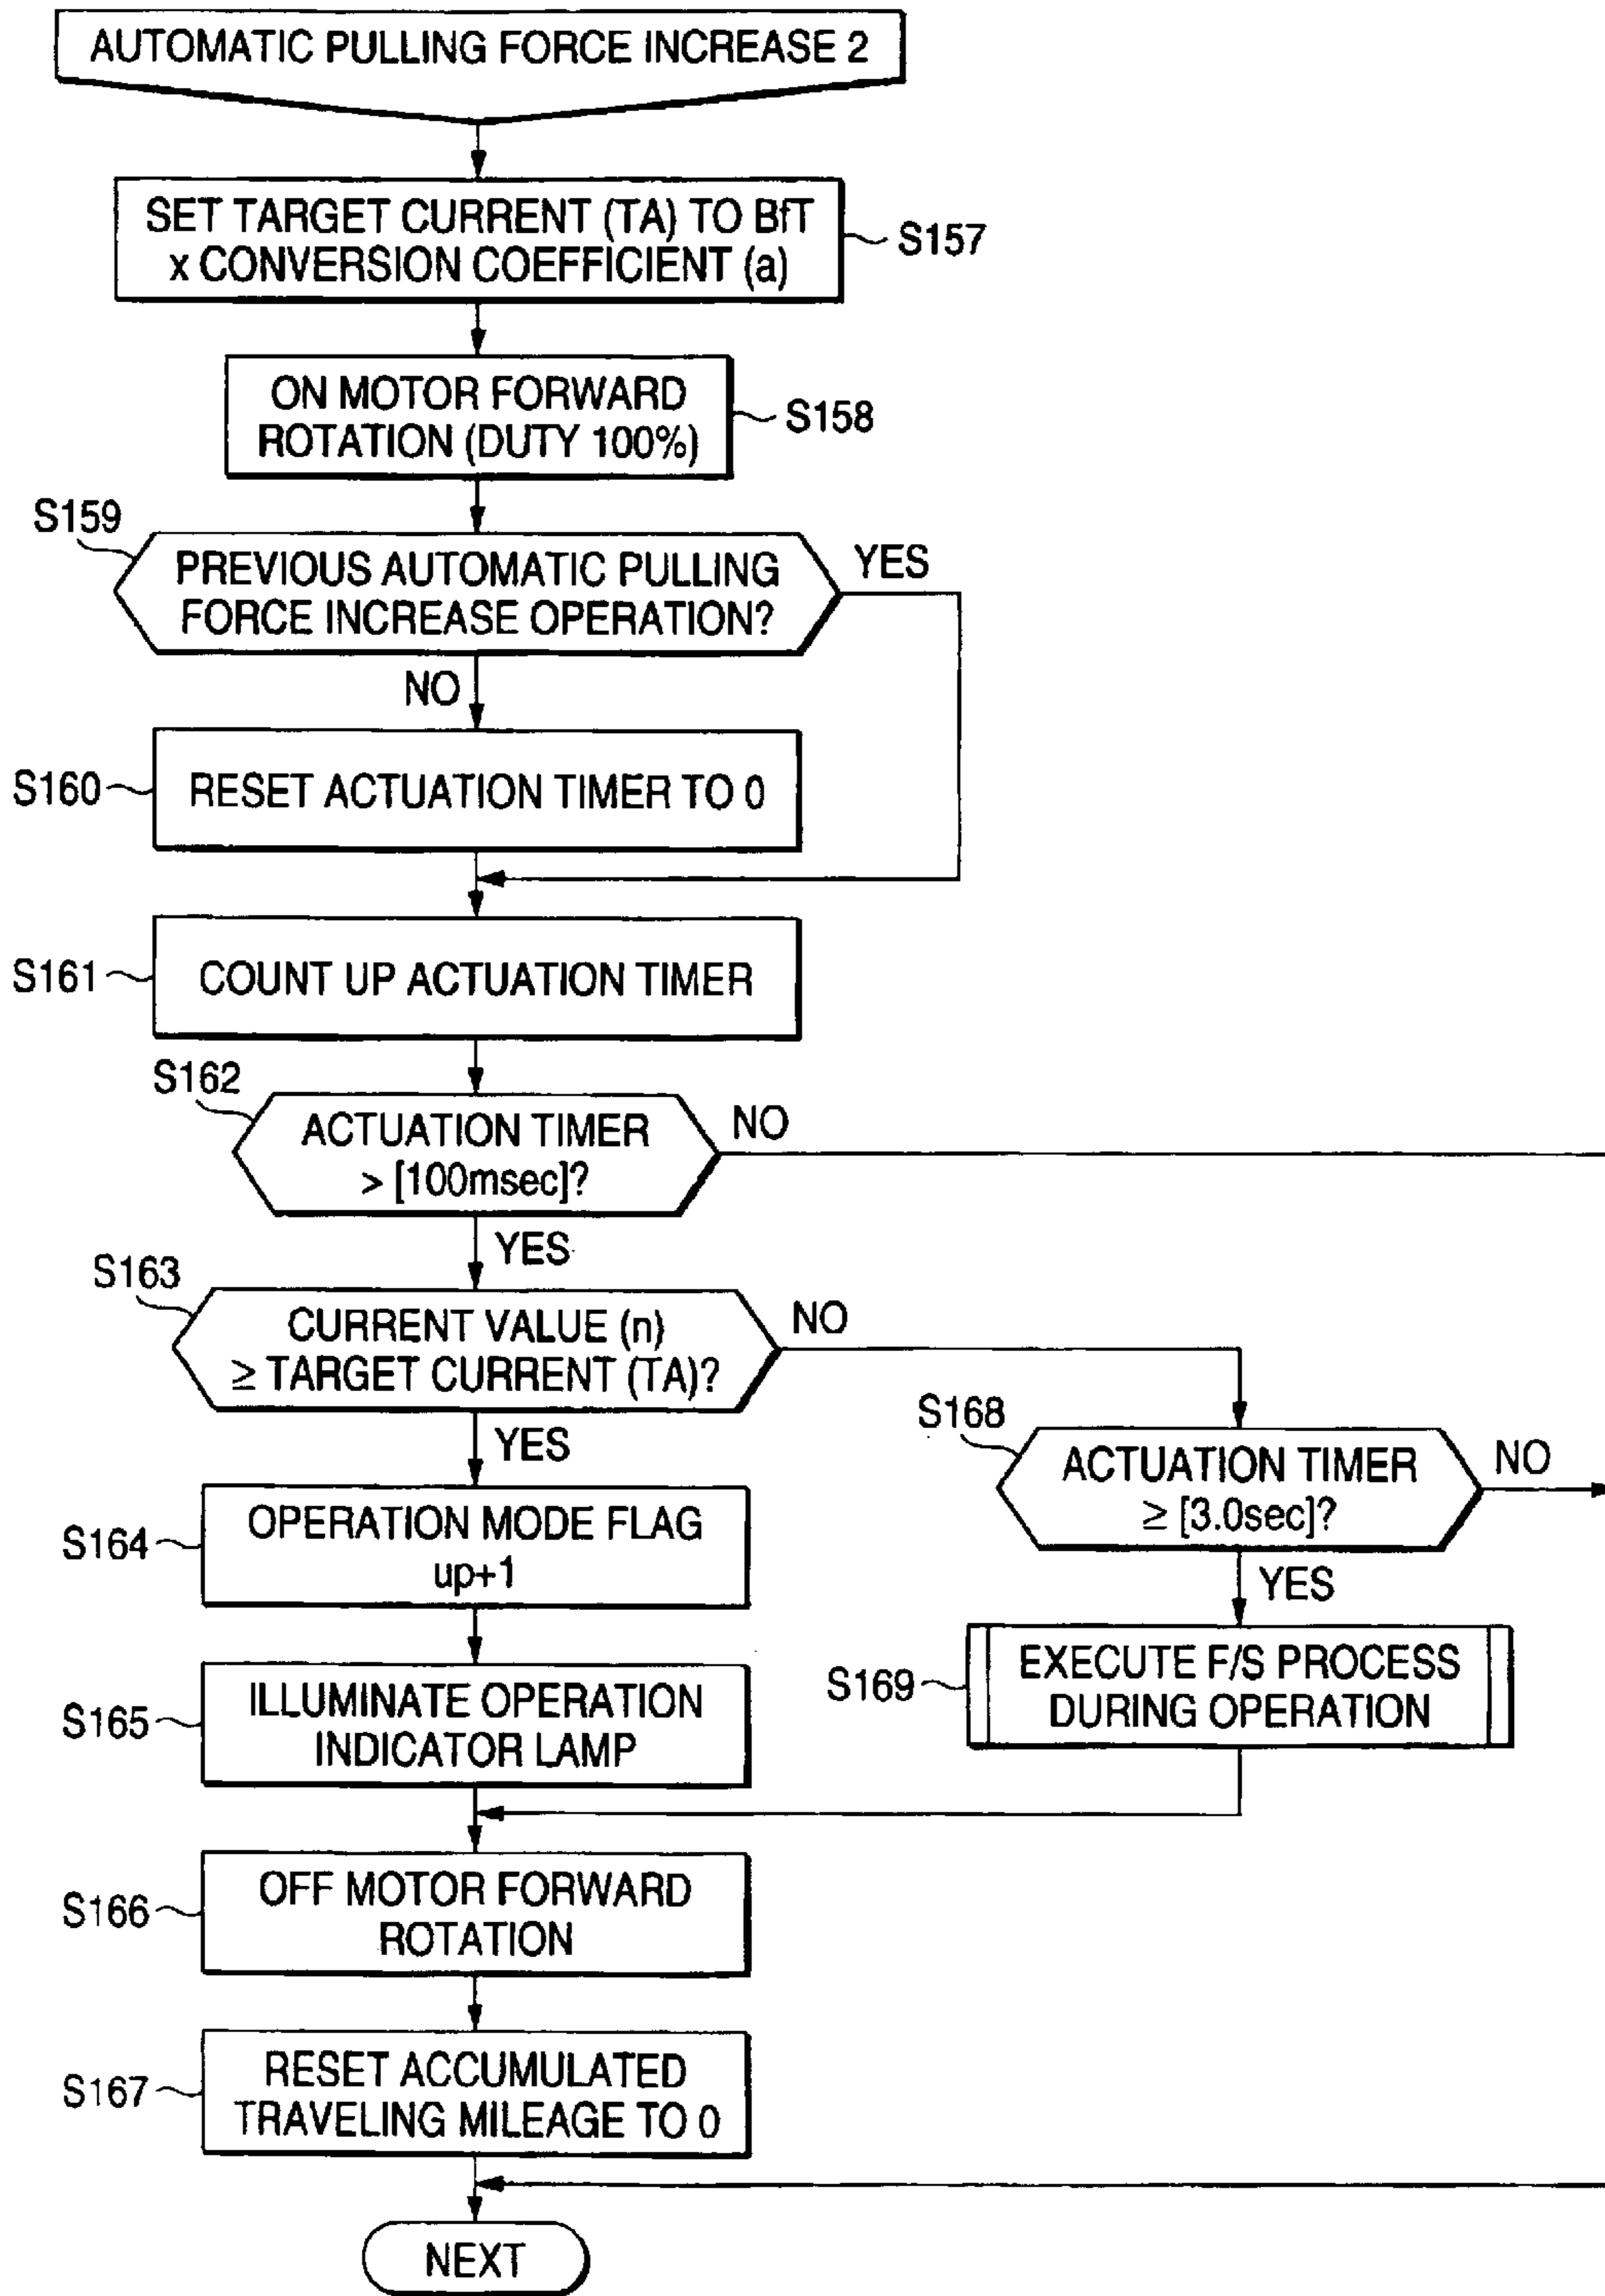 AUTOMATIC PULLING FORCE INCREASE 2
SET TARGET CURRENT (TA) TO BfT
x CONVERSION COEFFICIENT (a)
S157
ON MOTOR FORWARD
ROTATION (DUTY 100%)
S158
S159
PREVIOUS AUTOMATIC PULLING
FORCE INCREASE OPERATION?
YES
NO
S160
RESET ACTUATION TIMER TO 0
S161
COUNT UP ACTUATION TIMER
S162
ACTUATION TIMER
> [100msec]?
NO
YES
S163
CURRENT VALUE (n)
≥ TARGET CURRENT (TA)?
NO
YES
S168
ACTUATION TIMER
≥ [3.0sec]?
NO
YES
S164
OPERATION MODE FLAG
up+1
S169
EXECUTE F/S PROCESS
DURING OPERATION
S165
ILLUMINATE OPERATION
INDICATOR LAMP
S166
OFF MOTOR FORWARD
ROTATION
S167
RESET ACCUMULATED
TRAVELING MILEAGE TO 0
NEXT